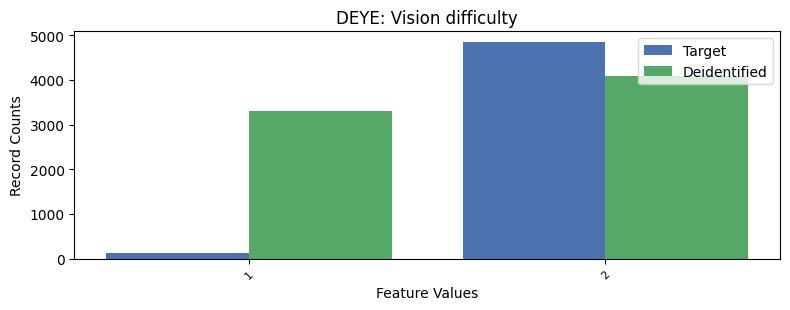 DEYE: Vision difficulty
Target
Deidentified
Record Counts
5000
4000
3000
2000
1000
0
1
2
Feature Values